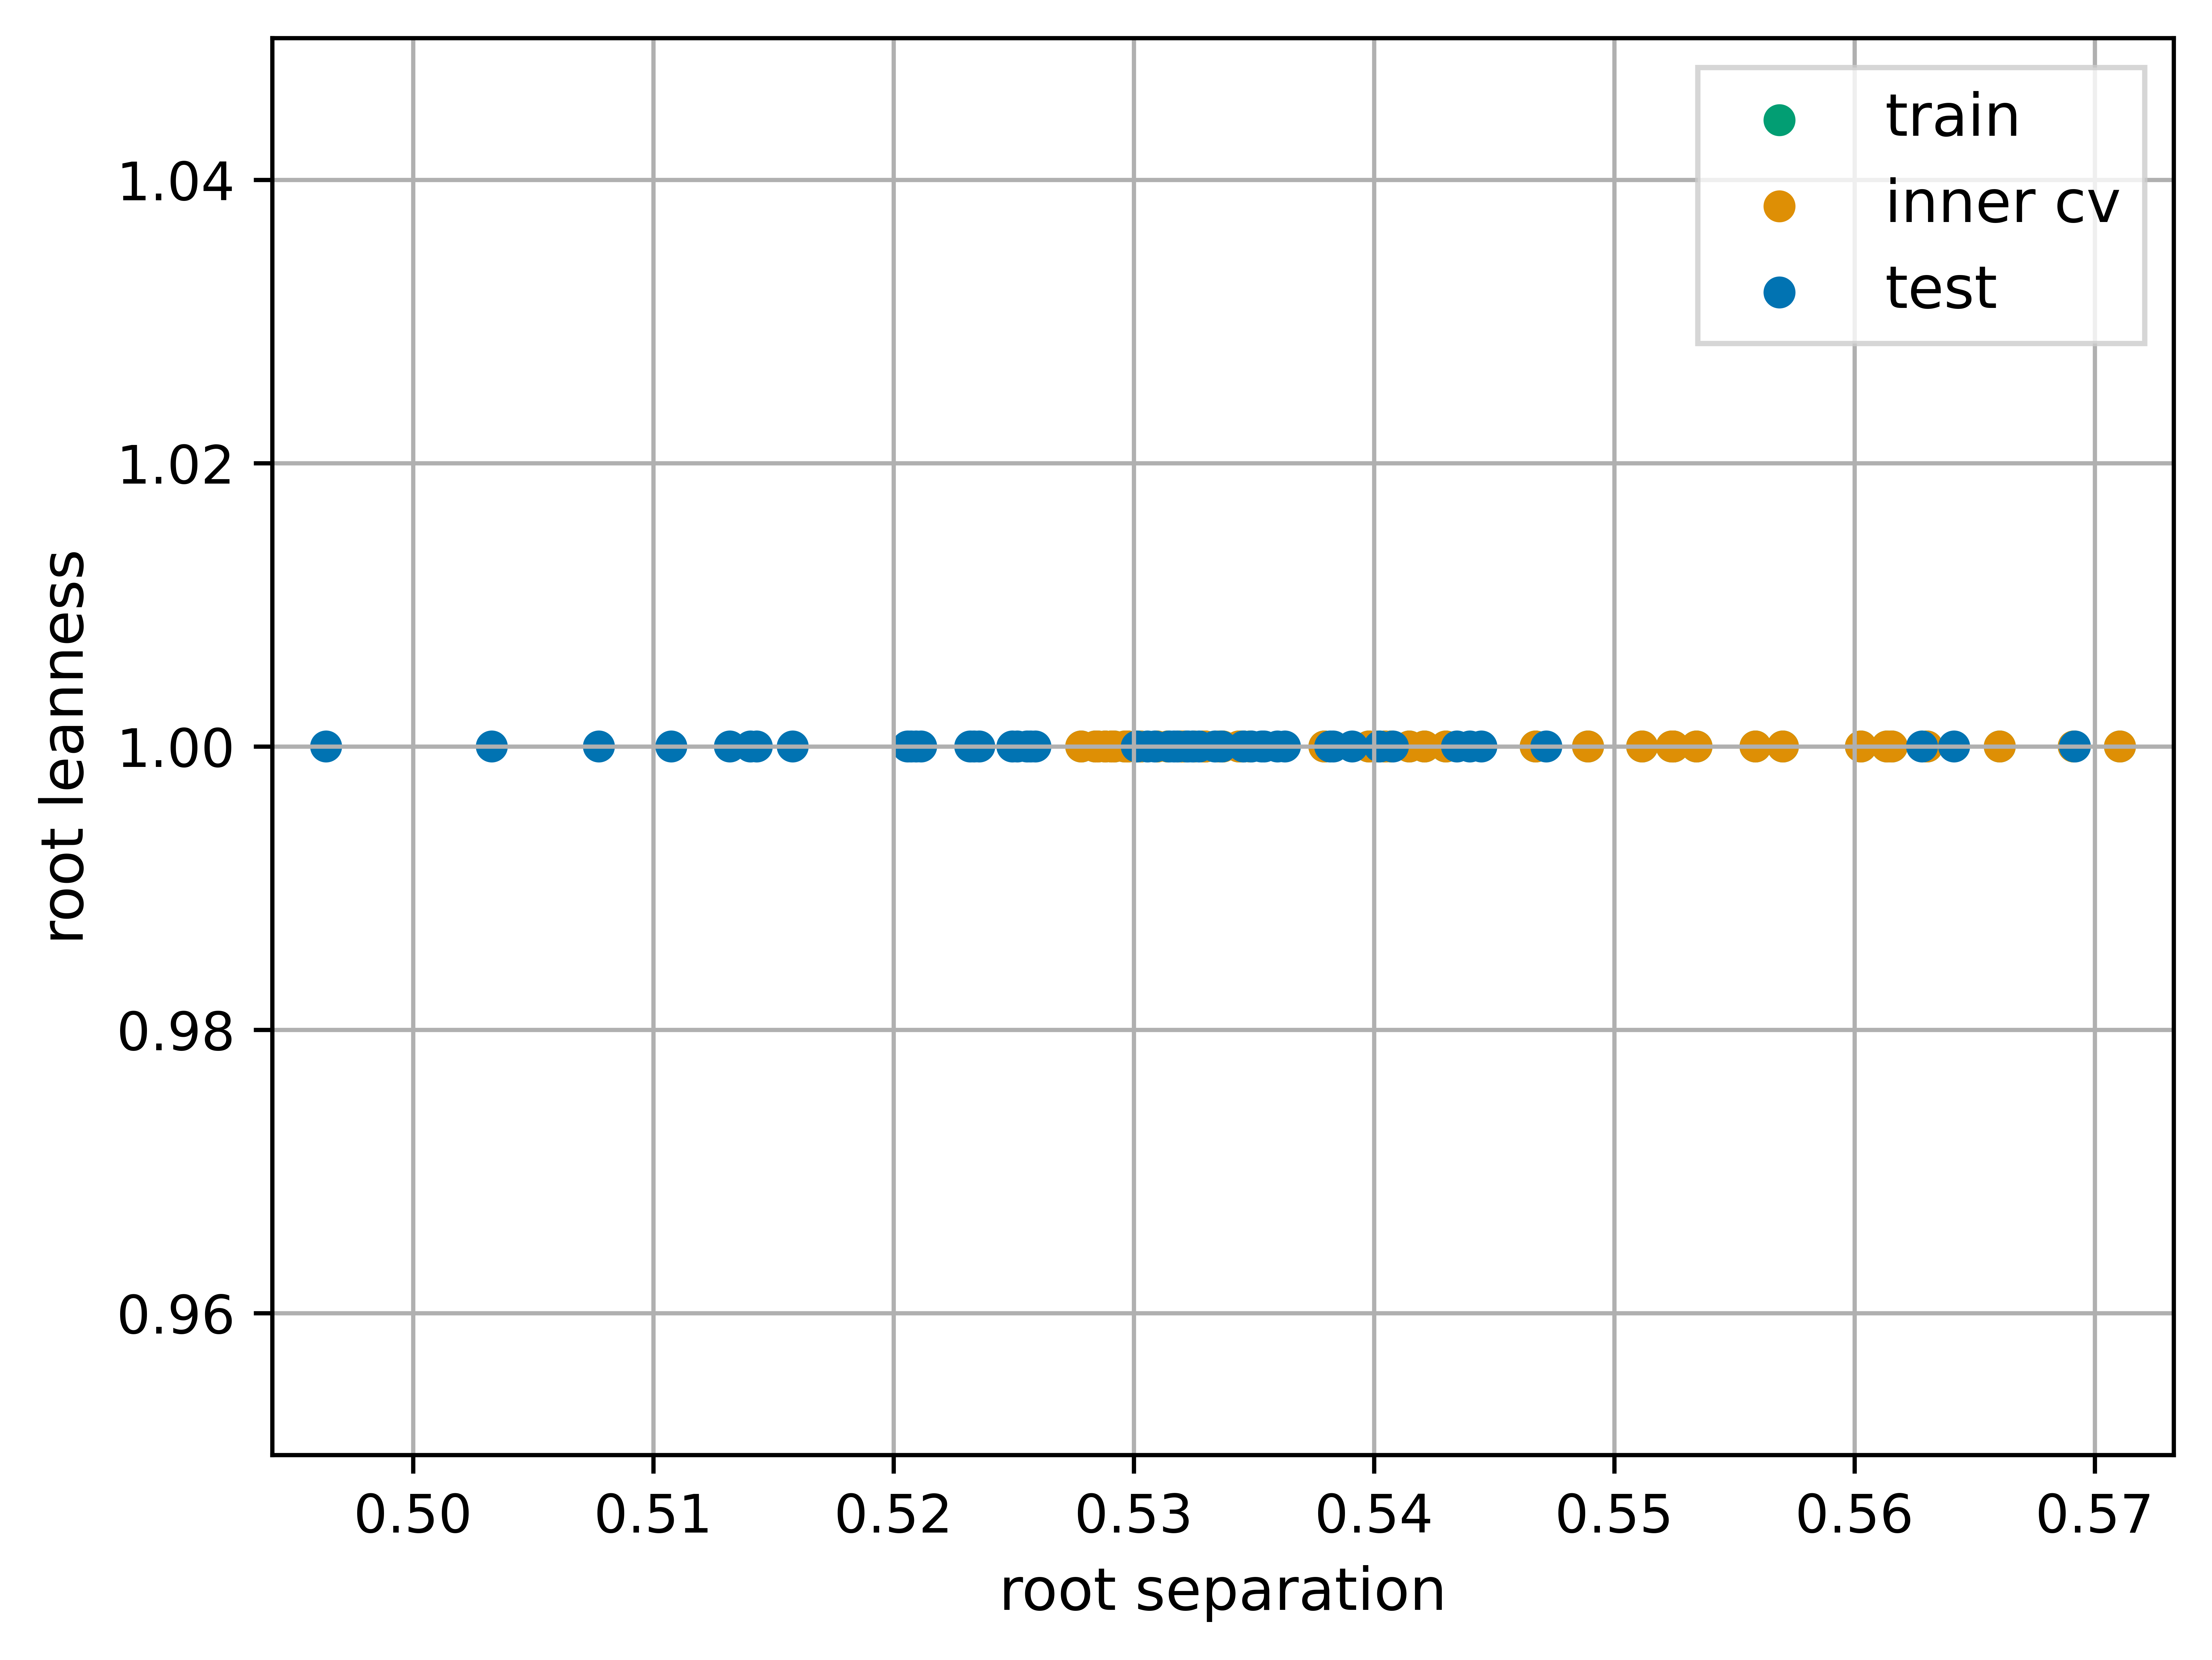 train
inner cv
test
1.04
1.02
1.00
0.98
0.96
root leanness
0.50 0.51 0.52 0.53 0.54 0.55 0.56 0.57
root separation